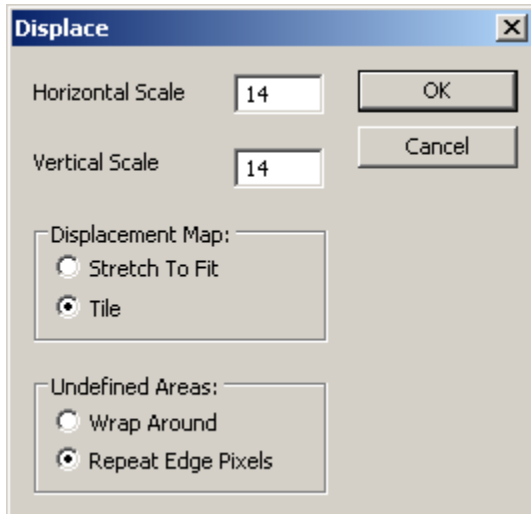 Displace
Horizontal Scale 14 OK
Vertical Scale 14 Cancel
Displacement Map:
Stretch To Fit
Tile
Undefined Areas:
Wrap Around
Repeat Edge Pixels